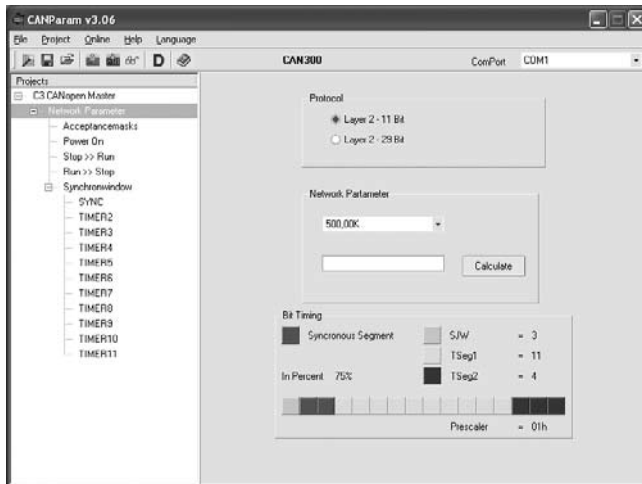 CANParam v3.06
File Project Online Help Language
D CAN300 ComPort COM1
Projects
C3 CANopen Master
Network Parameter
Acceptancemasks
Power On
Stop >> Run
Run >> Stop
Synchronwindow
SYNC
TIMER2
TIMER3
TIMER4
TIMER5
TIMER6
TIMER7
TIMER8
TIMER9
TIMER10
TIMER11
Protocol
Layer 2 - 11 Bit
Layer 2 - 29 Bit
Network Partameter
500,00K
Calculate
Bit Timing
Syncronous Segment SJW = 3
TSeg1 = 11
In Percent 75% TSeg2 = 4
Prescaler = 01h